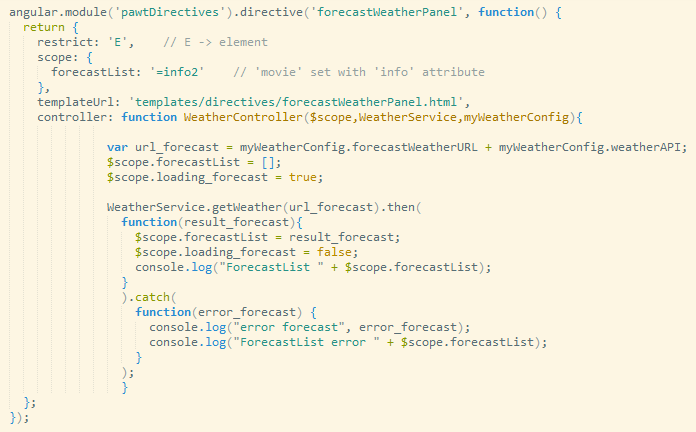 angular.module('pawtDirectives').directive('forecastWeatherPanel', function() {
  return {
    restrict: 'E',    // E -> element
    scope: {
      forecastList: '=info2'    // 'movie' set with 'info' attribute
    },
    templateUrl: 'templates/directives/forecastWeatherPanel.html',
    controller: function WeatherController($scope,WeatherService,myWeatherConfig){
              var url_forecast = myWeatherConfig.forecastWeatherURL + myWeatherConfig.weatherAPI;
              $scope.forecastList = [];
              $scope.loading_forecast = true;
              WeatherService.getWeather(url_forecast).then(
                function(result_forecast){
                  $scope.forecastList = result_forecast;
                  $scope.loading_forecast = false;
                  console.log("ForecastList " + $scope.forecastList);
                }
                ).catch(
                  function(error_forecast) {
                    console.log("error forecast", error_forecast);
                    console.log("ForecastList error " + $scope.forecastList);
                  }
                );
                }
  };
});